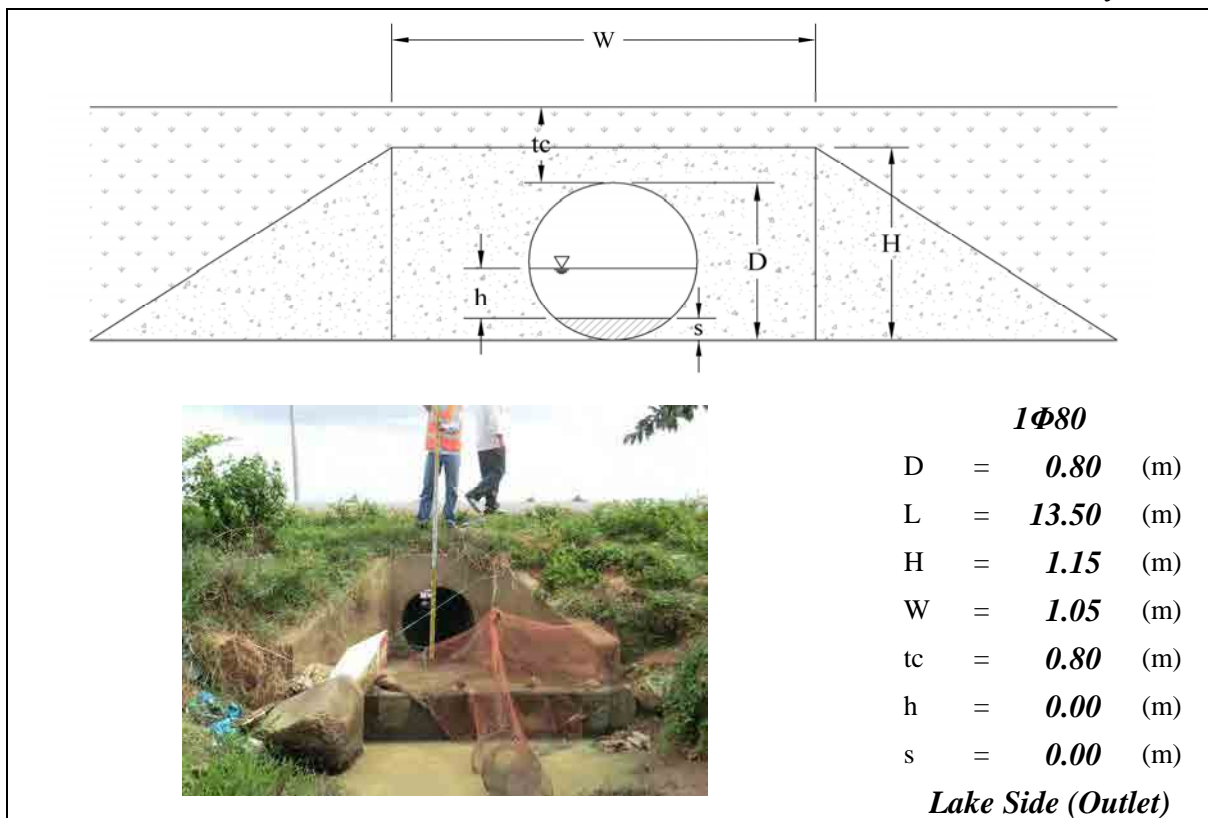 W
tc
D
H
h
s
1Φ80
D = 0.80 (m)
L = 13.50 (m)
H = 1.15 (m)
W = 1.05 (m)
tc = 0.80 (m)
h = 0.00 (m)
s = 0.00 (m)
Lake Side (Outlet)